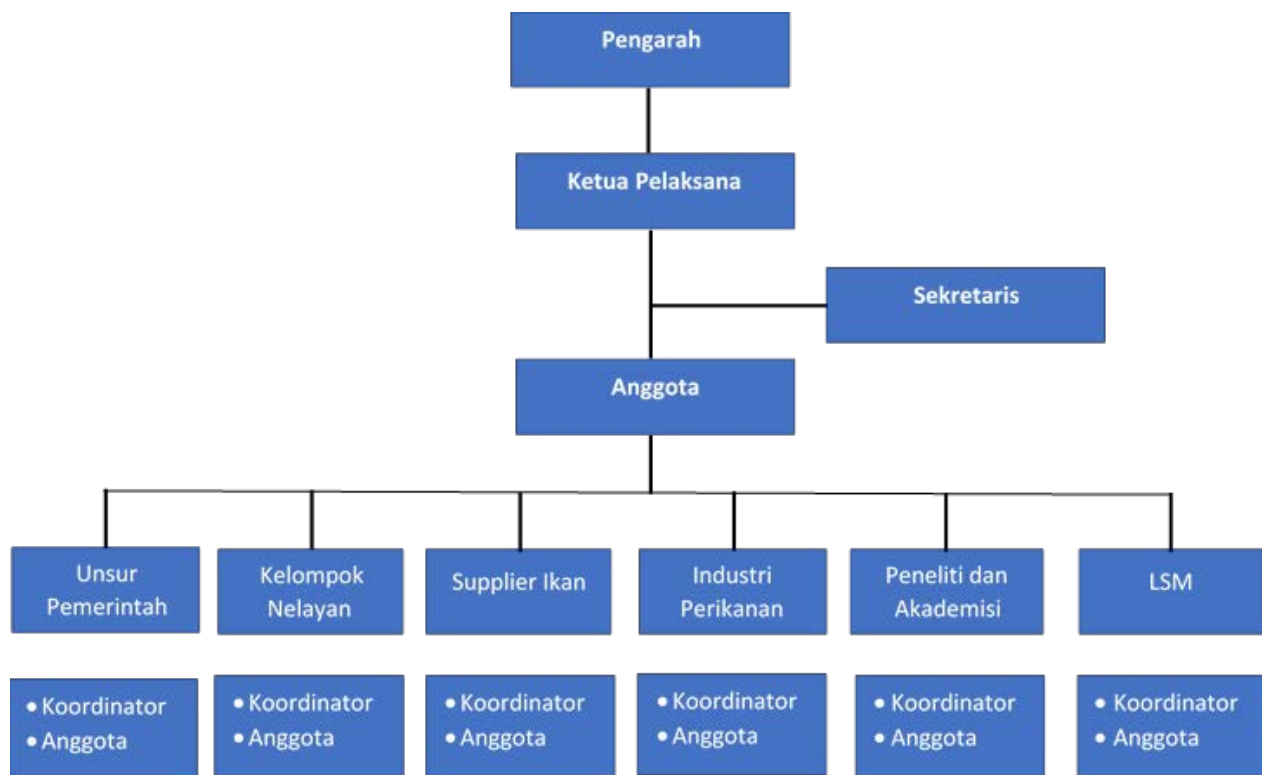 Pengarah
Ketua Pelaksana
Sekretaris
Anggota
Unsur
Pemerintah
Kelompok
Nelayan
Supplier Ikan
Industri
Perikanan
Peneliti dan
Akademisi
LSM
• Koordinator
• Anggota
• Koordinator
• Anggota
• Koordinator
• Anggota
• Koordinator
• Anggota
• Koordinator
• Anggota
• Koordinator
• Anggota